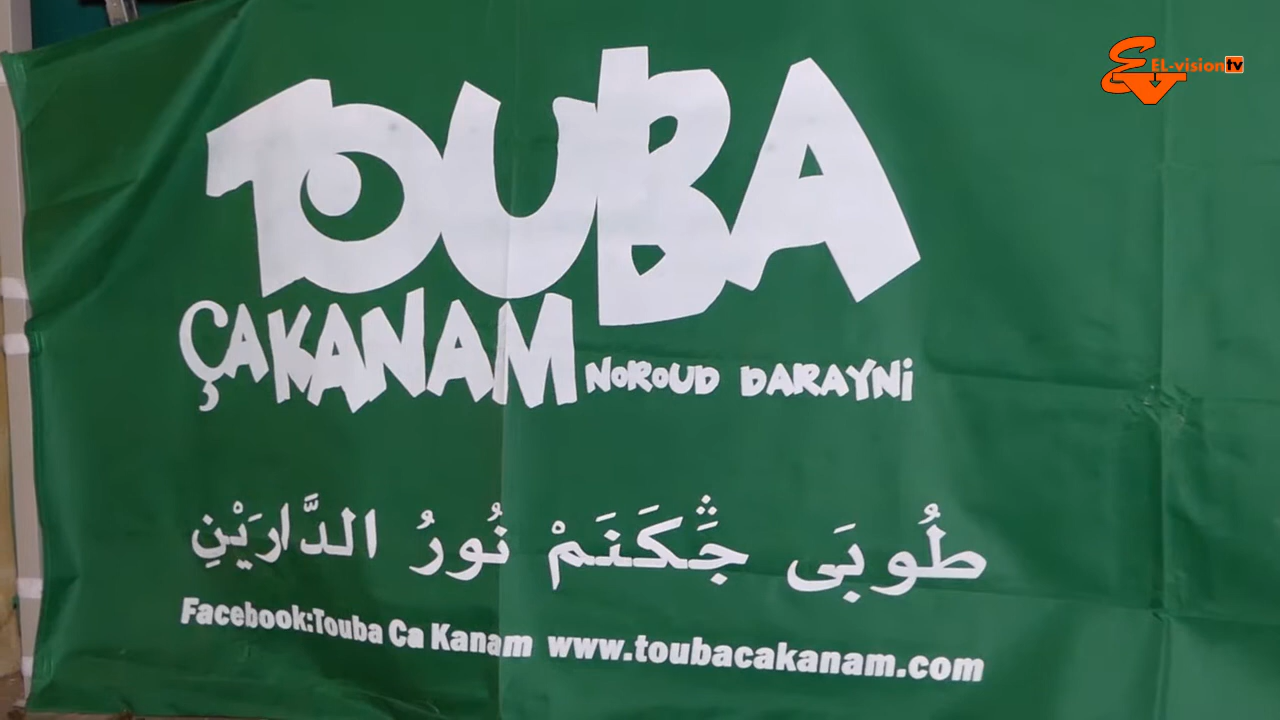 EL-visiontv
TOUBA
ÇAKANAM NOROUD DARAYNi
طُوبَى جَّكَنَمْ نُورُ الدَّارَيْنِ
Facebook:Touba Ca Kanam www.toubacakanam.com